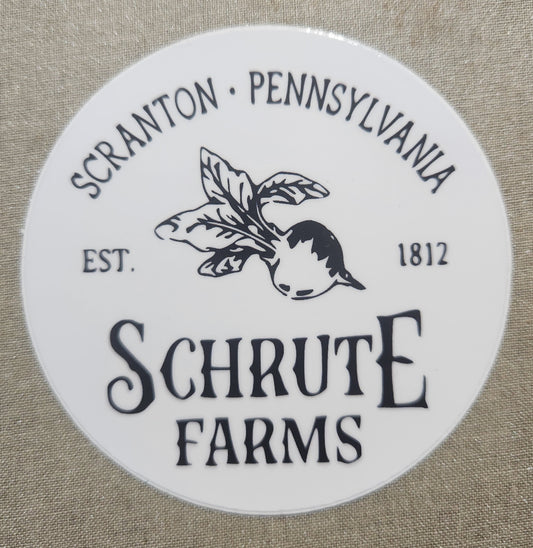 SCRANTON · PENNSYLVANIA
EST. 1812
SCHRUTE
FARMS